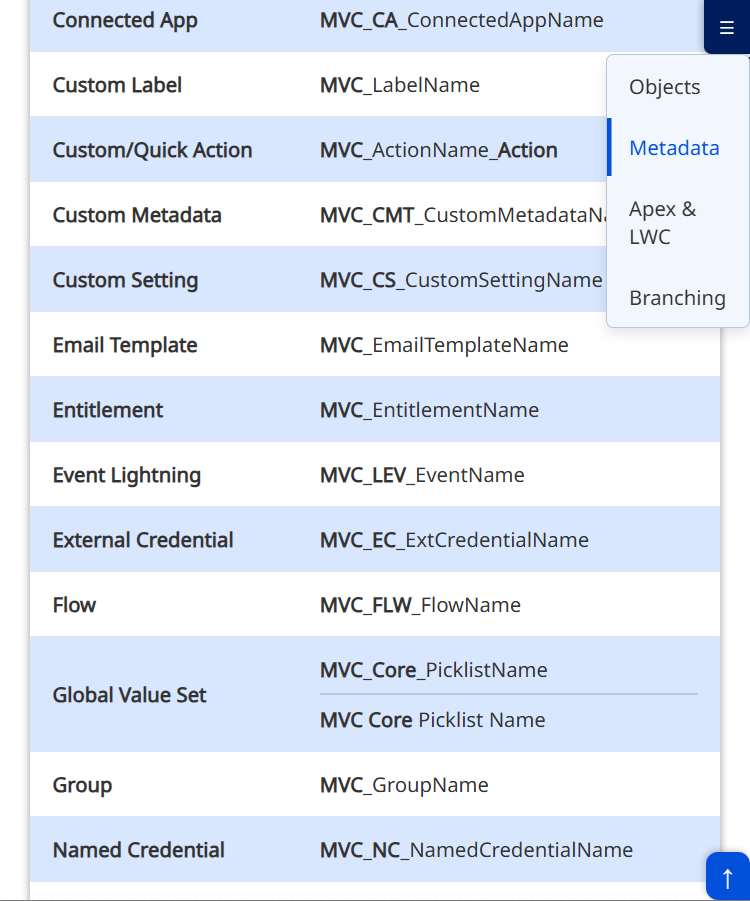 Connected App MVC_CA_ConnectedAppName
☰
Custom Label MVC_LabelName
Objects
Custom/Quick Action MVC_ActionName_Action
Metadata
Custom Metadata MVC_CMT_CustomMetadataNa
Apex &
LWC
Custom Setting MVC_CS_CustomSettingName
Branching
Email Template MVC_EmailTemplateName
Entitlement MVC_EntitlementName
Event Lightning MVC_LEV_EventName
External Credential MVC_EC_ExtCredentialName
Flow MVC_FLW_FlowName
Global Value Set MVC_Core_PicklistName
MVC Core Picklist Name
Group MVC_GroupName
Named Credential MVC_NC_NamedCredentialName
↑